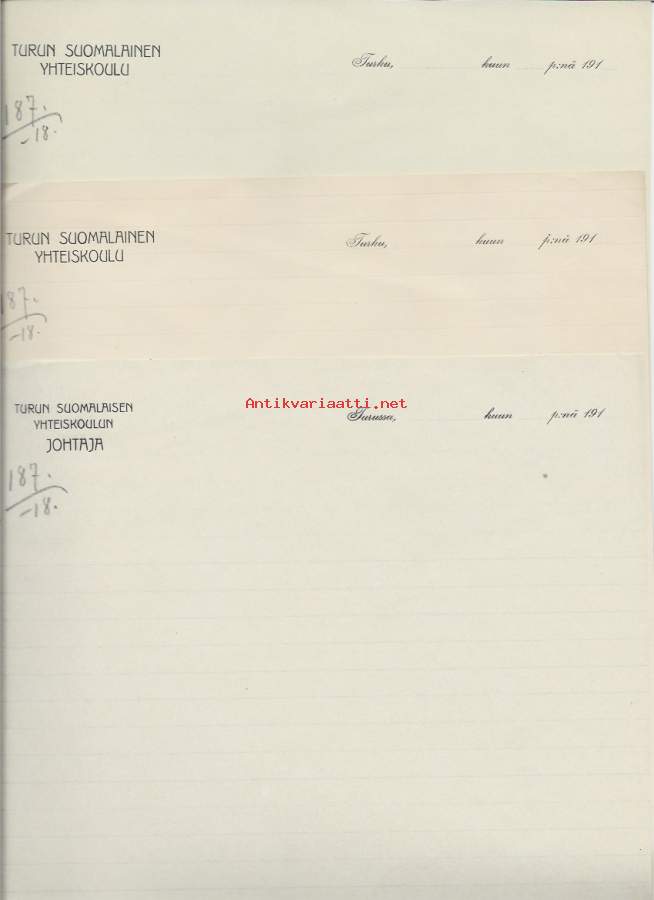 TURUN SUOMALAINEN
YHTEISKOULU
Turku, kuun p:nä 191
187.
-18.
TURUN SUOMALAINEN
YHTEISKOULU
Turku, kuun p:nä 191
187.
-18.
Antikvariaatti.net
TURUN SUOMALAISEN
YHTEISKOULUN
JOHTAJA
Turussa, kuun p:nä 191
187.
-18.